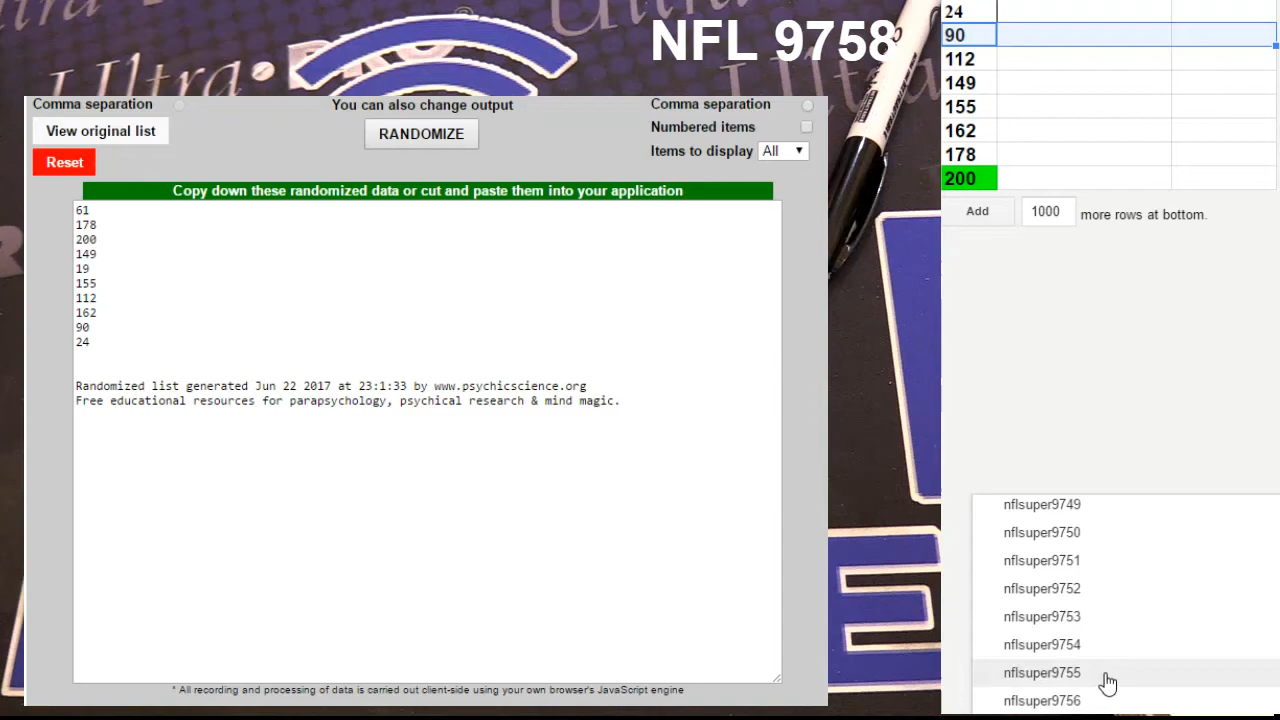 NFL 9758
Comma separation
View original list
Reset
You can also change output
RANDOMIZE
Comma separation
Numbered items
Items to display All
Copy down these randomized data or cut and paste them into your application
61
178
200
149
19
155
112
162
90
24
Randomized list generated Jun 22 2017 at 23:1:33 by www.psychicscience.org
Free educational resources for parapsychology, psychical research & mind magic.
* All recording and processing of data is carried out client-side using your own browser's JavaScript engine
24
90
112
149
155
162
178
200
Add 1000 more rows at bottom.
nflsuper9749
nflsuper9750
nflsuper9751
nflsuper9752
nflsuper9753
nflsuper9754
nflsuper9755
nflsuper9756
Ultra